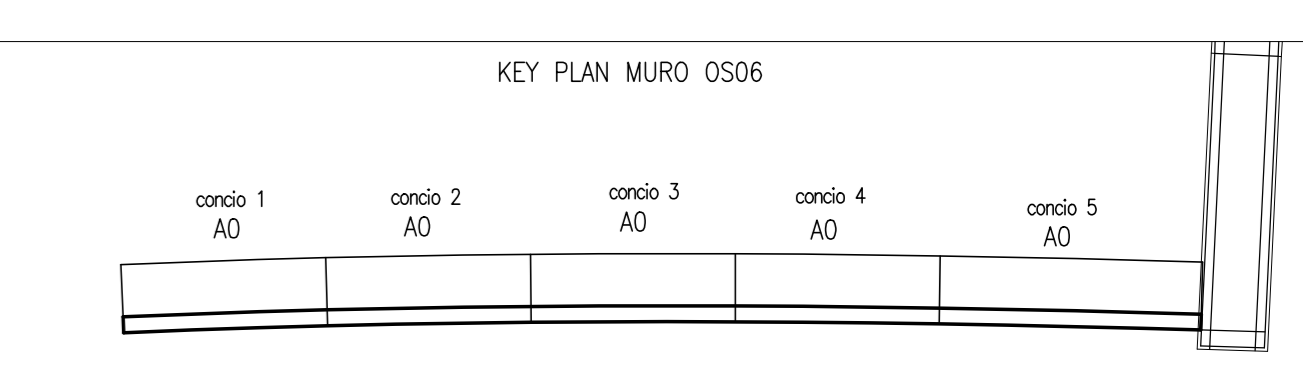 KEY PLAN MURO OS06
concio 1
A0
concio 2
A0
concio 3
A0
concio 4
A0
concio 5
A0